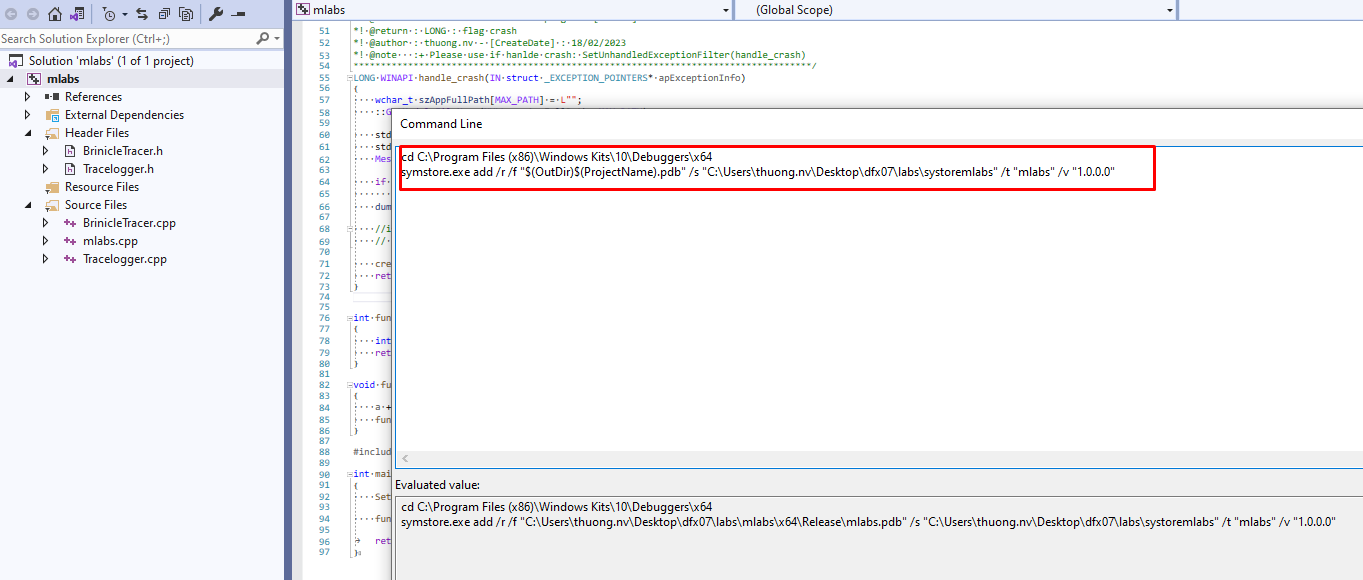 mlabs
(Global Scope)
Search Solution Explorer (Ctrl+;)
Solution 'mlabs' (1 of 1 project)
mlabs
References
External Dependencies
Header Files
BrinicleTracer.h
Tracelogger.h
Resource Files
Source Files
BrinicleTracer.cpp
mlabs.cpp
Tracelogger.cpp
51 *!·@return·:·LONG·:·flag·crash
52 *!·@author·:·thuong.nv·-·[CreateDate]·:·18/02/2023
53 *!·@note···:+·Please·use·if·hanlde·crash:·SetUnhandledExceptionFilter(handle_crash)
54 ******************************************************************************/
55 LONG·WINAPI·handle_crash(IN·struct·_EXCEPTION_POINTERS*·apExceptionInfo)
56 {
57 ····wchar_t·szAppFullPath[MAX_PATH]·=·L"";
58 ····::G
59
60 ····std
61 ····std
62 ····Mes
63
64 ····if
65
66 ····dum
67
68 ····//i
69 ····//
70
71 ····cre
72 ····ret
73 }
74
75
76 int·fun
77 {
78 ····int
79 ····ret
80 }
81
82 void·fu
83 {
84 ····a·+
85 ····fun
86 }
87
88 #includ
89
90 int·mai
91 {
92 ····Set
93
94 ····fun
95
96 ret
97 }
Command Line
cd C:\Program Files (x86)\Windows Kits\10\Debuggers\x64
symstore.exe add /r /f "$(OutDir)$(ProjectName).pdb" /s "C:\Users\thuong.nv\Desktop\dfx07\labs\systoremlabs" /t "mlabs" /v "1.0.0.0"
Evaluated value:
cd C:\Program Files (x86)\Windows Kits\10\Debuggers\x64
symstore.exe add /r /f "C:\Users\thuong.nv\Desktop\dfx07\labs\mlabs\x64\Release\mlabs.pdb" /s "C:\Users\thuong.nv\Desktop\dfx07\labs\systoremlabs" /t "mlabs" /v "1.0.0.0"